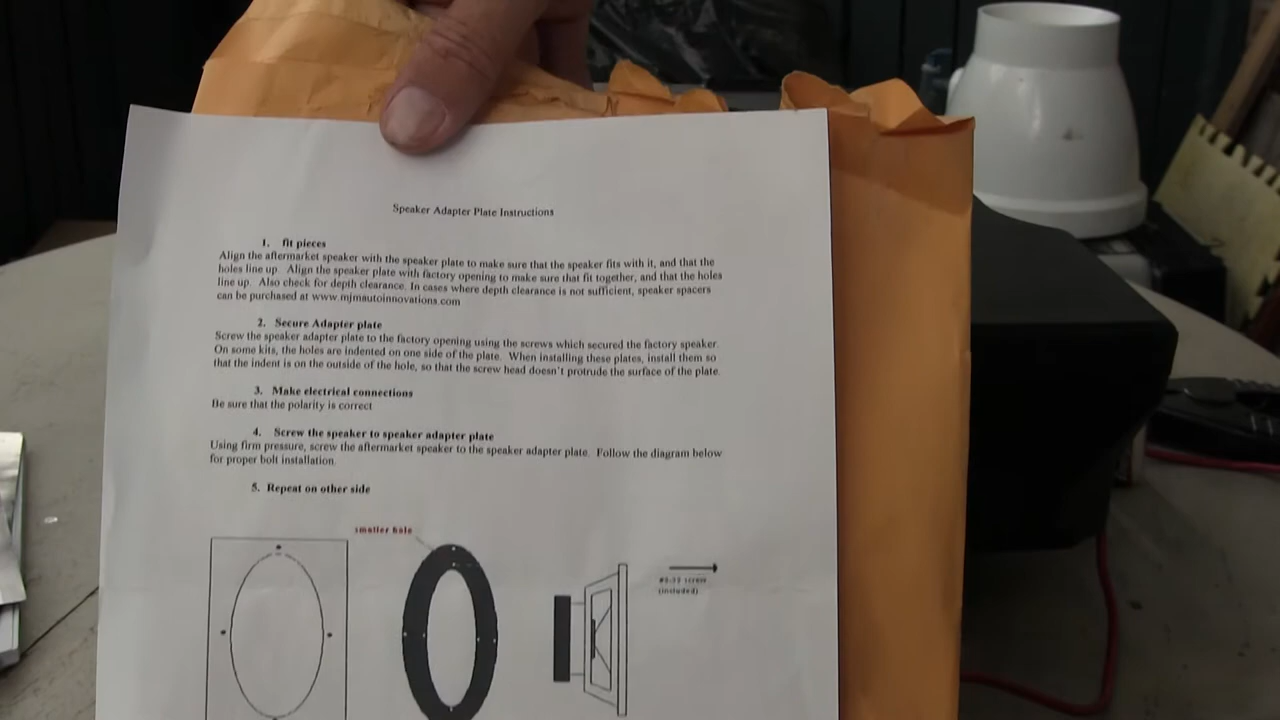 Speaker Adapter Plate Instructions
1. fit pieces
Align the aftermarket speaker with the speaker plate to make sure that the speaker fits with it, and that the
holes line up. Align the speaker plate with factory opening to make sure that fit together, and that the holes
line up. Also check for depth clearance. In cases where depth clearance is not sufficient, speaker spacers
can be purchased at www.mjmautoinnovations.com
2. Secure Adapter plate
Screw the speaker adapter plate to the factory opening using the screws which secured the factory speaker.
On some kits, the holes are indented on one side of the plate. When installing these plates, install them so
that the indent is on the outside of the hole, so that the screw head doesn't protrude the surface of the plate.
3. Make electrical connections
Be sure that the polarity is correct
4. Screw the speaker to speaker adapter plate
Using firm pressure, screw the aftermarket speaker to the speaker adapter plate. Follow the diagram below
for proper bolt installation.
5. Repeat on other side
smaller hole
screw
(included)